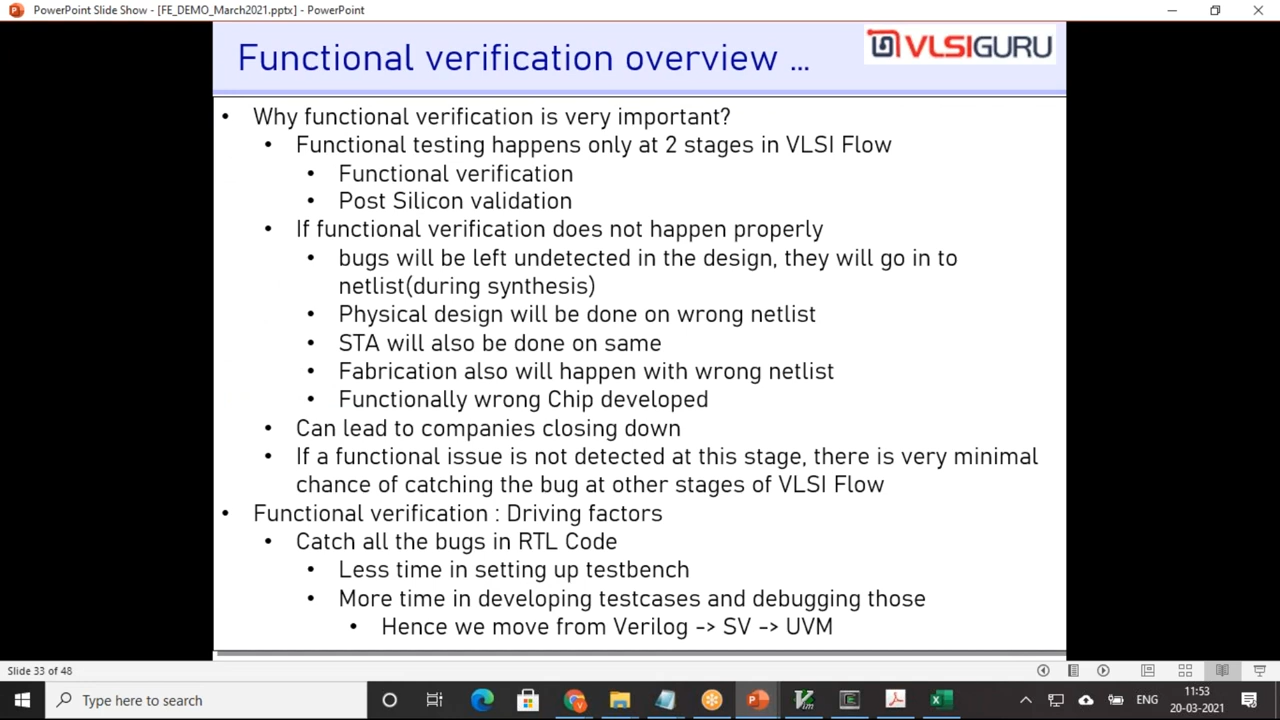 PowerPoint Slide Show - [FE_DEMO_March2021.pptx] - PowerPoint
Functional verification overview ...
VLSIGURU
• Why functional verification is very important?
• Functional testing happens only at 2 stages in VLSI Flow
• Functional verification
• Post Silicon validation
• If functional verification does not happen properly
• bugs will be left undetected in the design, they will go in to
netlist(during synthesis)
• Physical design will be done on wrong netlist
• STA will also be done on same
• Fabrication also will happen with wrong netlist
• Functionally wrong Chip developed
• Can lead to companies closing down
• If a functional issue is not detected at this stage, there is very minimal
chance of catching the bug at other stages of VLSI Flow
• Functional verification : Driving factors
• Catch all the bugs in RTL Code
• Less time in setting up testbench
• More time in developing testcases and debugging those
• Hence we move from Verilog -> SV -> UVM
Slide 33 of 48
Type here to search
ENG
11:53
20-03-2021